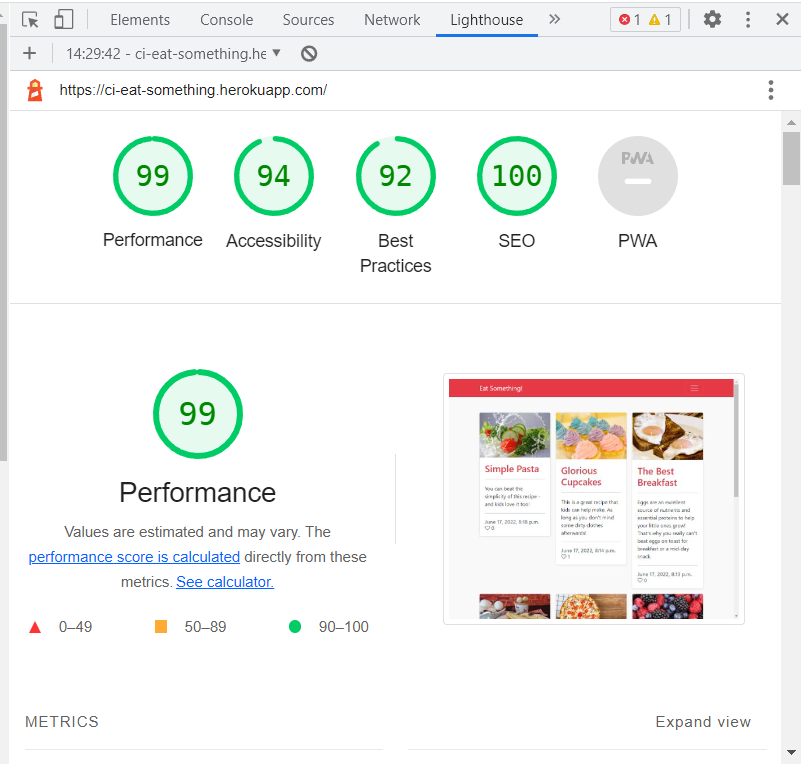 Elements Console Sources Network Lighthouse » 1 1
+ 14:29:42 - ci-eat-something.he
https://ci-eat-something.herokuapp.com/
99 94 92 100 PWA
Performance Accessibility Best Practices SEO PWA
99
Performance
Values are estimated and may vary. The
performance score is calculated directly from these
metrics. See calculator.
0–49 50–89 90–100
Eat Something!
Simple Pasta
You can beat the
simplicity of this recipe -
and kids love it too!
June 17, 2022, 8:18 p.m.
0
Glorious
Cupcakes
This is a great recipe that
kids can help make. As
long as you don't mind
some dirty clothes
afterwards!
June 17, 2022, 8:14 p.m.
1
The Best
Breakfast
Eggs are an excellent
source of nutrients and
essential proteins to help
your little ones grow!
That's why you really can't
beat eggs on toast for
breakfast or a mid-day
snack.
June 17, 2022, 8:13 p.m.
0
METRICS Expand view